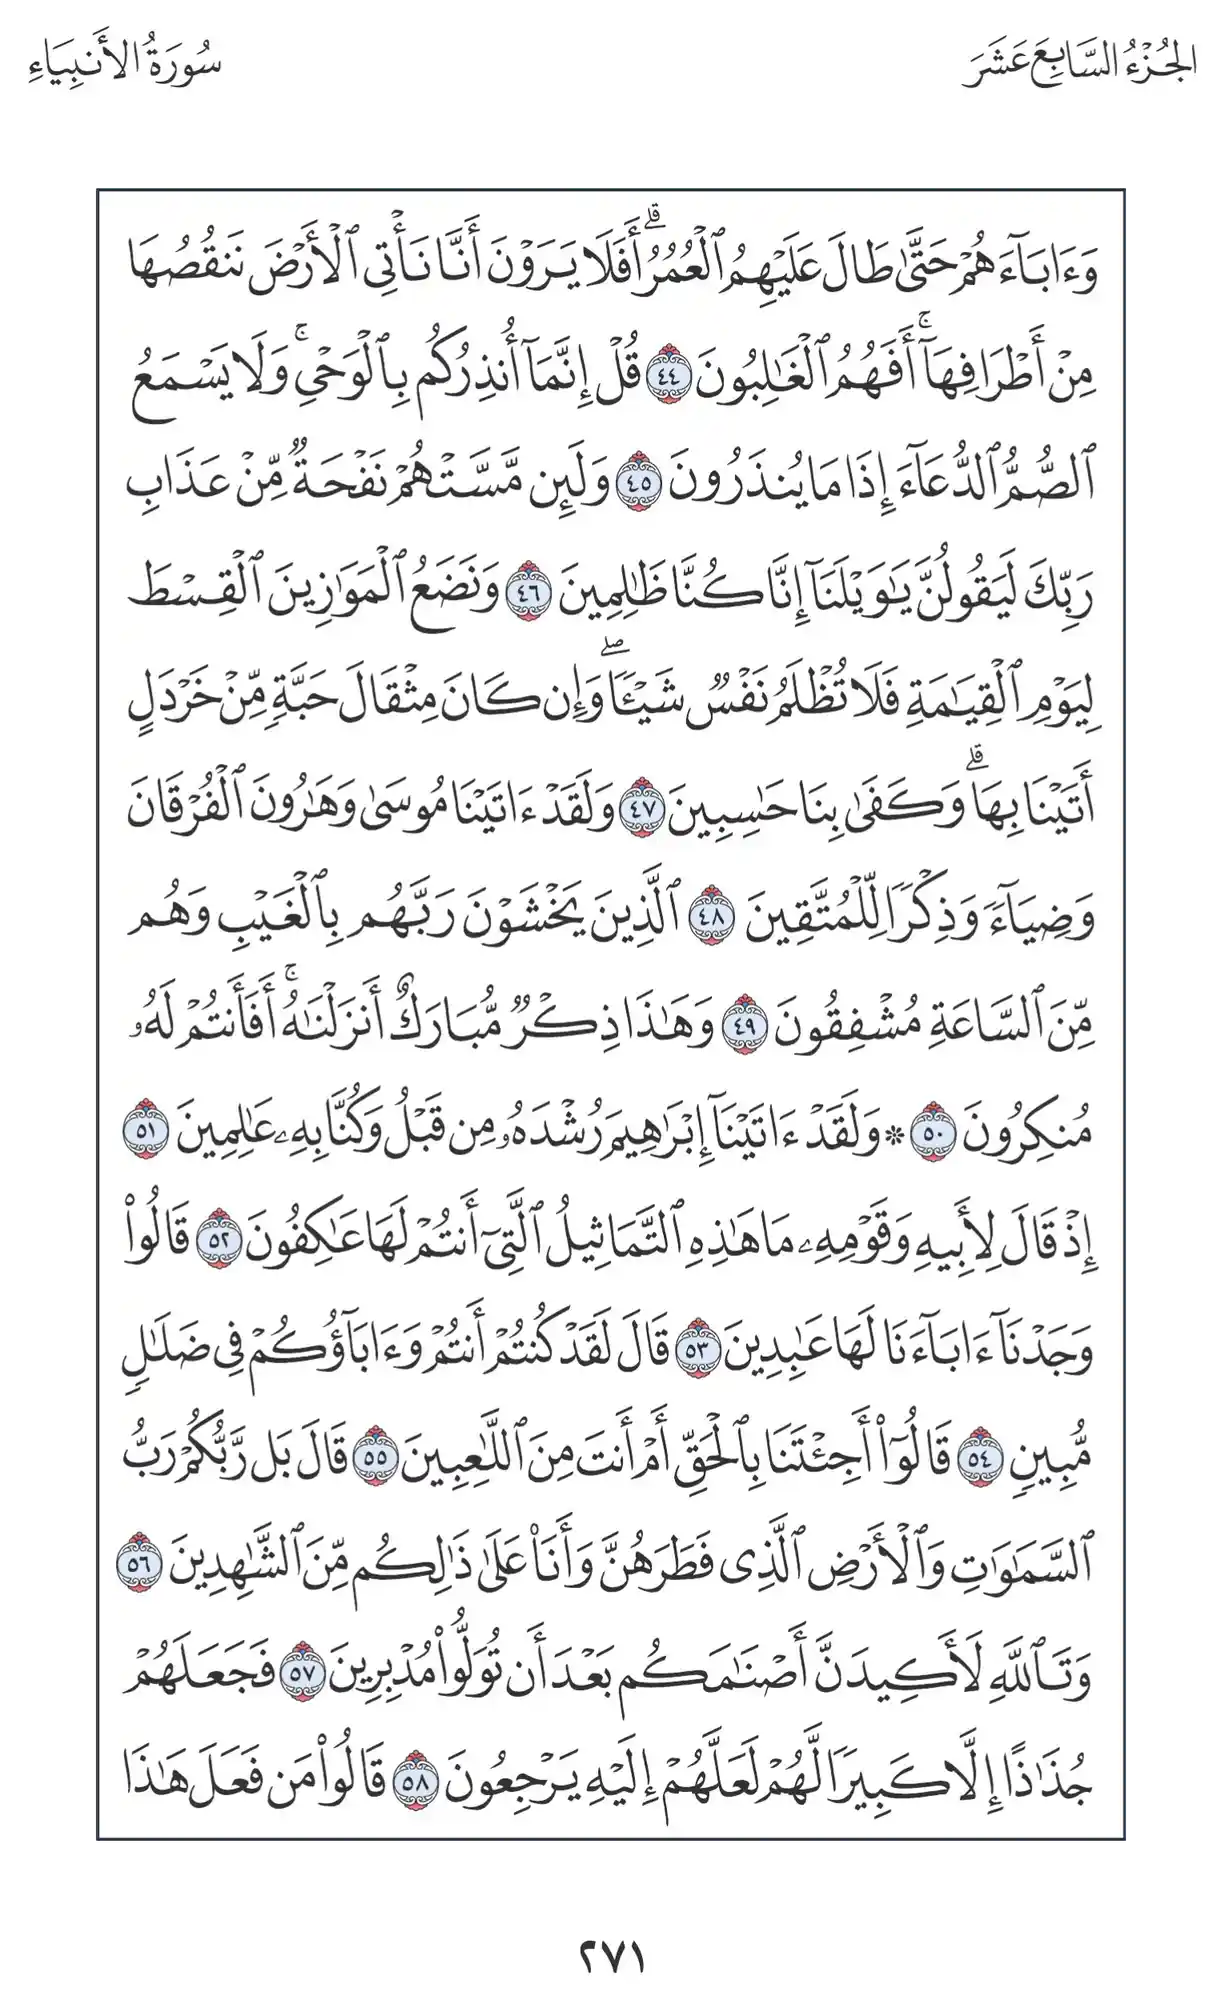 الجُزْءُ السَّابِعَ عَشَرَ
سُورَةُ الأَنبِيَاءِ
وَءَابَآءَهُمۡ حَتَّىٰ طَالَ عَلَيۡهِمُ ٱلۡعُمُرُۗ أَفَلَا يَرَوۡنَ أَنَّا نَأۡتِي ٱلۡأَرۡضَ نَنقُصُهَا
مِنۡ أَطۡرَافِهَآۚ أَفَهُمُ ٱلۡغَٰلِبُونَ ٤٤ قُلۡ إِنَّمَآ أُنذِرُكُم بِٱلۡوَحۡيِۚ وَلَا يَسۡمَعُ
ٱلصُّمُّ ٱلدُّعَآءَ إِذَا مَا يُنذَرُونَ ٤٥ وَلَئِن مَّسَّتۡهُمۡ نَفۡحَةٞ مِّنۡ عَذَابِ
رَبِّكَ لَيَقُولُنَّ يَٰوَيۡلَنَآ إِنَّا كُنَّا ظَٰلِمِينَ ٤٦ وَنَضَعُ ٱلۡمَوَٰزِينَ ٱلۡقِسۡطَ
لِيَوۡمِ ٱلۡقِيَٰمَةِ فَلَا تُظۡلَمُ نَفۡسٞ شَيۡـٔٗاۖ وَإِن كَانَ مِثۡقَالَ حَبَّةٖ مِّنۡ خَرۡدَلٍ
أَتَيۡنَا بِهَاۗ وَكَفَىٰ بِنَا حَٰسِبِينَ ٤٧ وَلَقَدۡ ءَاتَيۡنَا مُوسَىٰ وَهَٰرُونَ ٱلۡفُرۡقَانَ
وَضِيَآءٗ وَذِكۡرٗا لِّلۡمُتَّقِينَ ٤٨ ٱلَّذِينَ يَخۡشَوۡنَ رَبَّهُم بِٱلۡغَيۡبِ وَهُم
مِّنَ ٱلسَّاعَةِ مُشۡفِقُونَ ٤٩ وَهَٰذَا ذِكۡرٞ مُّبَارَكٌ أَنزَلۡنَٰهُۚ أَفَأَنتُمۡ لَهُۥ
مُنكِرُونَ ٥٠ ۞ وَلَقَدۡ ءَاتَيۡنَآ إِبۡرَٰهِيمَ رُشۡدَهُۥ مِن قَبۡلُ وَكُنَّا بِهِۦ عَٰلِمِينَ ٥١
إِذۡ قَالَ لِأَبِيهِ وَقَوۡمِهِۦ مَا هَٰذِهِ ٱلتَّمَاثِيلُ ٱلَّتِيٓ أَنتُمۡ لَهَا عَٰكِفُونَ ٥٢ قَالُواْ
وَجَدۡنَآ ءَابَآءَنَا لَهَا عَٰبِدِينَ ٥٣ قَالَ لَقَدۡ كُنتُمۡ أَنتُمۡ وَءَابَآؤُكُمۡ فِي ضَلَٰلٖ
مُّبِينٖ ٥٤ قَالُوٓاْ أَجِئۡتَنَا بِٱلۡحَقِّ أَمۡ أَنتَ مِنَ ٱللَّٰعِبِينَ ٥٥ قَالَ بَل رَّبُّكُمۡ رَبُّ
ٱلسَّمَٰوَٰتِ وَٱلۡأَرۡضِ ٱلَّذِي فَطَرَهُنَّ وَأَنَا۠ عَلَىٰ ذَٰلِكُم مِّنَ ٱلشَّٰهِدِينَ ٥٦
وَتَٱللَّهِ لَأَكِيدَنَّ أَصۡنَٰمَكُم بَعۡدَ أَن تُوَلُّواْ مُدۡبِرِينَ ٥٧ فَجَعَلَهُمۡ
جُذَٰذًا إِلَّا كَبِيرٗا لَّهُمۡ لَعَلَّهُمۡ إِلَيۡهِ يَرۡجِعُونَ ٥٨ قَالُواْ مَن فَعَلَ هَٰذَا
٢٧١